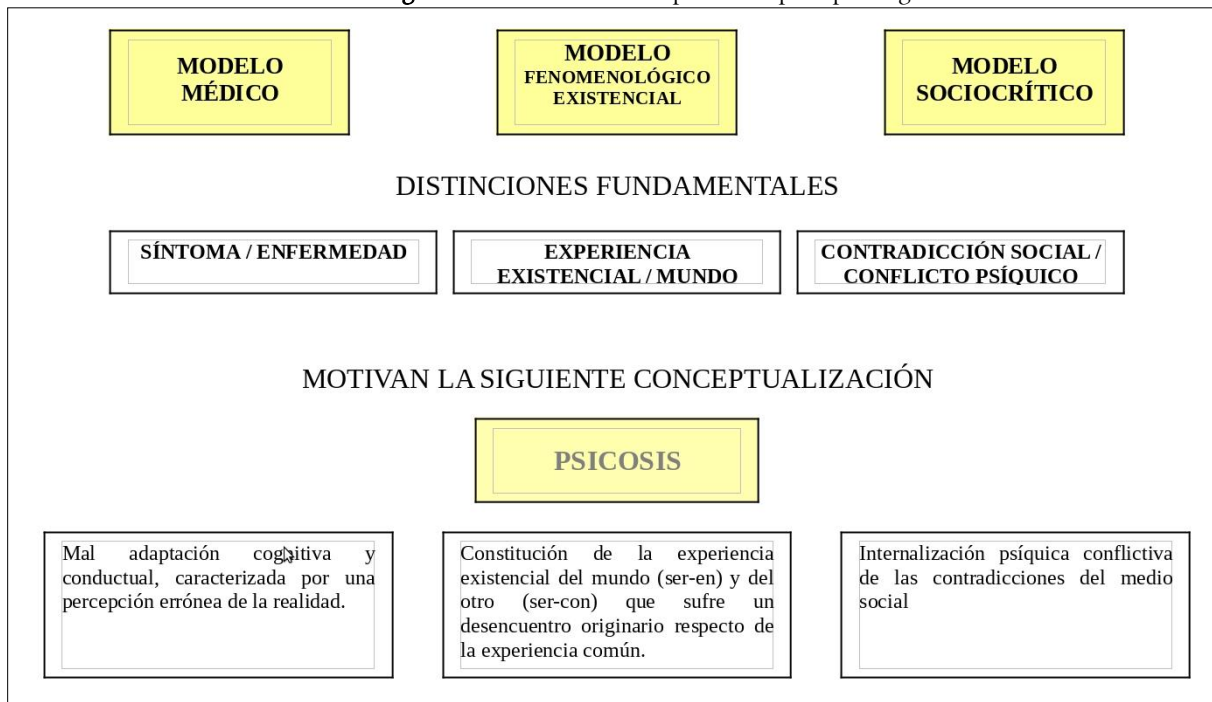 MODELO
MÉDICO
MODELO
FENOMENOLÓGICO
EXISTENCIAL
MODELO
SOCIOCRÍTICO
DISTINCIONES FUNDAMENTALES
SÍNTOMA / ENFERMEDAD
EXPERIENCIA
EXISTENCIAL / MUNDO
CONTRADICCIÓN SOCIAL /
CONFLICTO PSÍQUICO
MOTIVAN LA SIGUIENTE CONCEPTUALIZACIÓN
PSICOSIS
Mal adaptación cognitiva y
conductual, caracterizada por una
percepción errónea de la realidad.
Constitución de la experiencia
existencial del mundo (ser-en) y del
otro (ser-con) que sufre un
desencuentro originario respecto de
la experiencia común.
Internalización psíquica conflictiva
de las contradicciones del medio
social